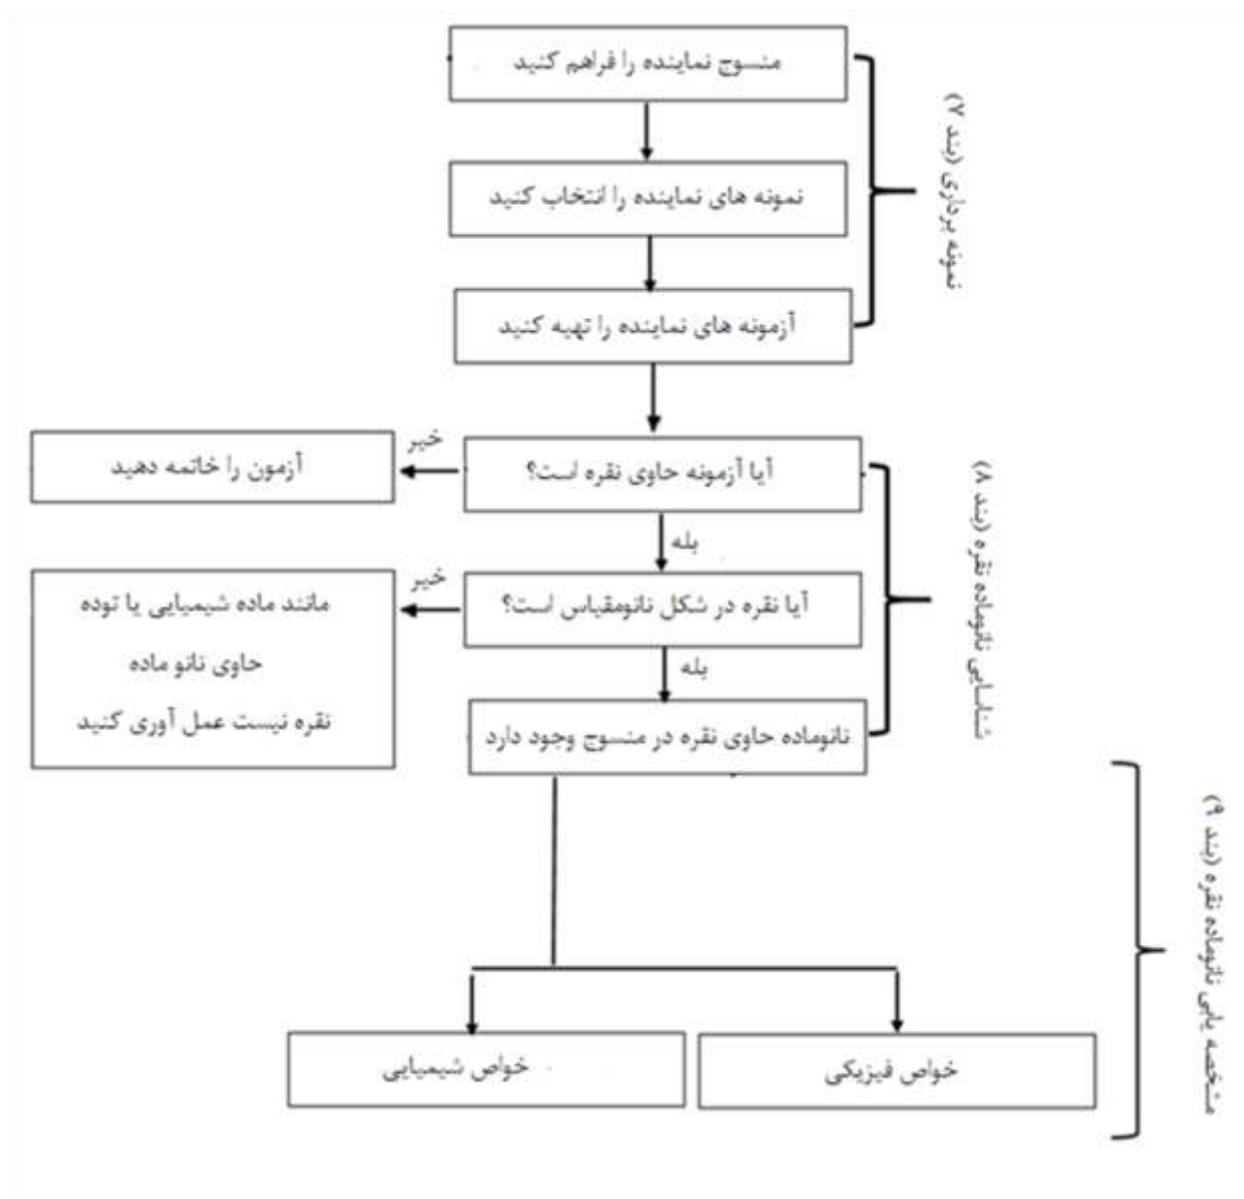 منسوج نماینده را فراهم کنید
نمونه های نماینده را انتخاب کنید
آزمونه های نماینده را تهیه کنید
نمونه برداری (بند ۷)
آیا آزمونه حاوی نقره است؟
خیر
آزمون را خاتمه دهید
بله
آیا نقره در شکل نانومقیاس است؟
خیر
مانند ماده شیمیایی یا توده
حاوی نانو ماده
نقره نیست عمل آوری کنید
بله
نانوماده حاوی نقره در منسوج وجود دارد
شناسایی نانوماده نقره (بند ۸)
خواص فیزیکی
خواص شیمیایی
مشخصه یابی نانوماده نقره (بند ۹)